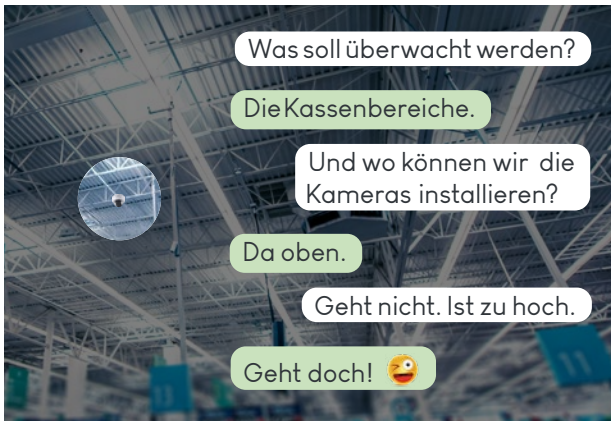 Was soll überwacht werden?
Die Kassenbereiche.
Und wo können wir die
Kameras installieren?
Da oben.
Geht nicht. Ist zu hoch.
Geht doch! 😜